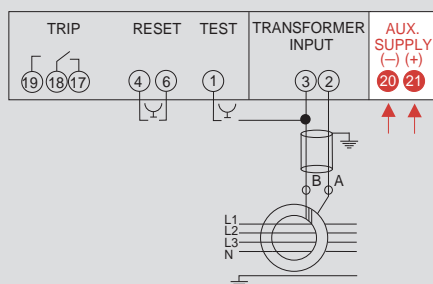 TRIP
RESET
TEST
TRANSFORMER
INPUT
AUX.
SUPPLY
(–) (+)
19 18 17
4 6
1
3 2
20 21
B A
L1
L2
L3
N